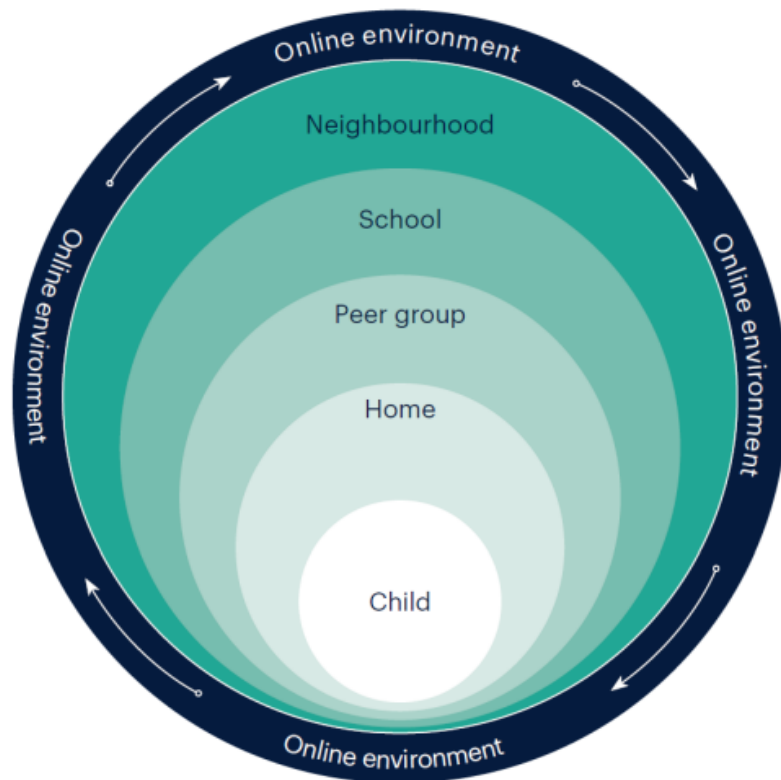 Online environment
Neighbourhood
School
Online environment
Online environment
Peer group
Home
Child
Online environment